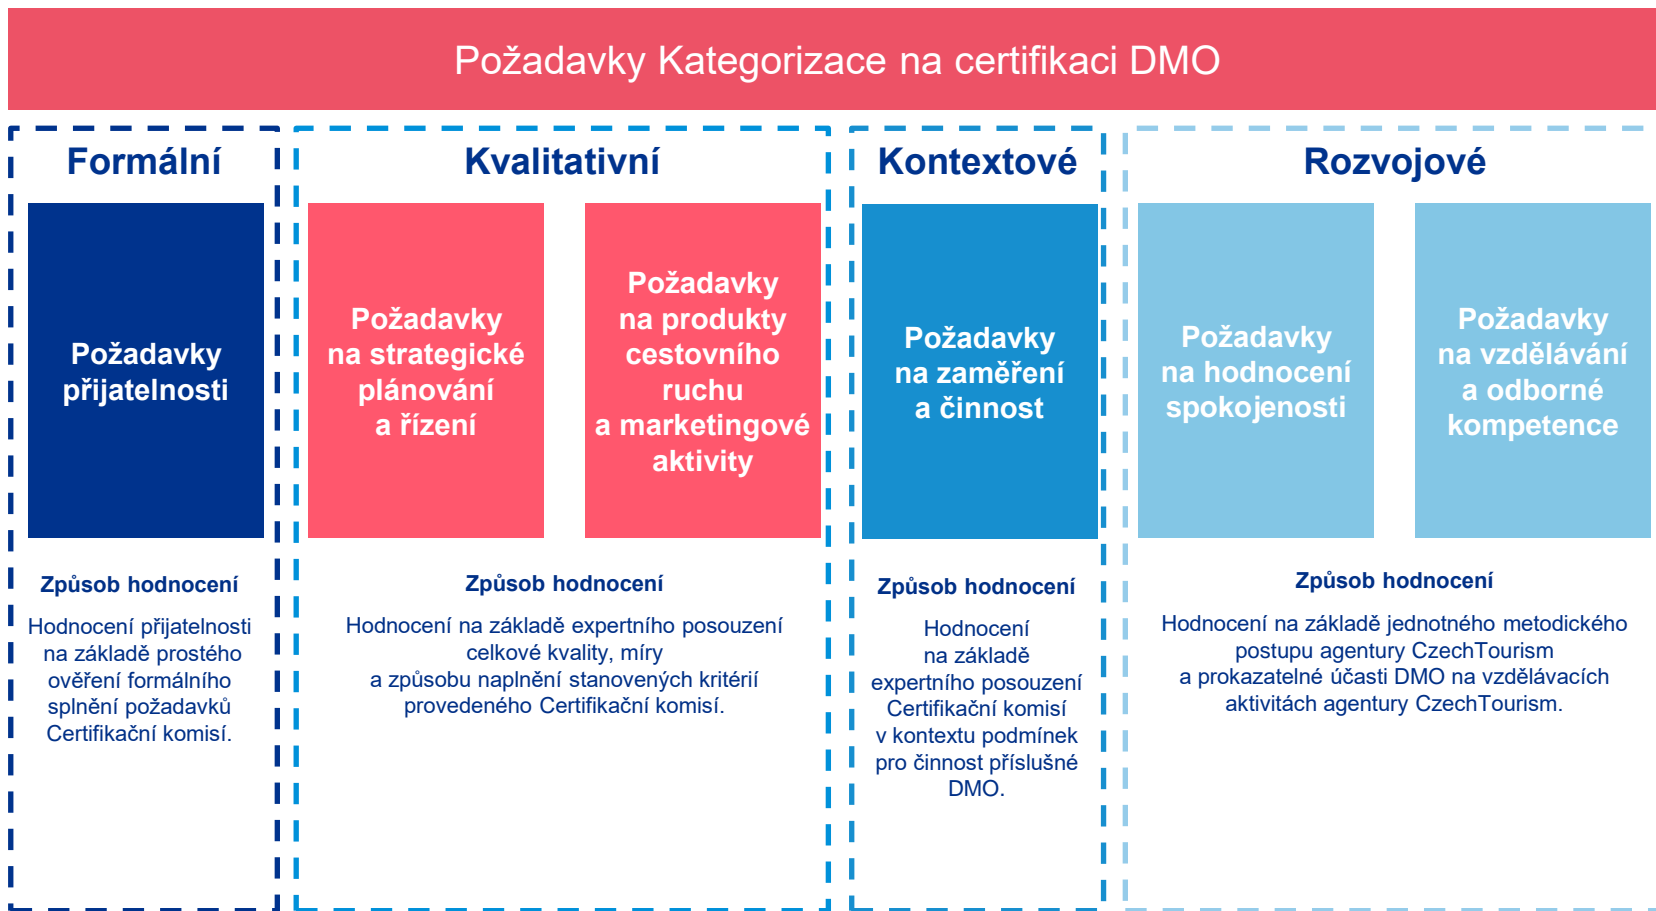 Požadavky Kategorizace na certifikaci DMO
Formální
Požadavky
přijatelnosti
Způsob hodnocení
Hodnocení přijatelnosti
na základě prostého
ověření formálního
splnění požadavků
Certifikační komisí.
Kvalitativní
Požadavky
na strategické
plánování
a řízení
Požadavky
na produkty
cestovního
ruchu
a marketingové
aktivity
Způsob hodnocení
Hodnocení na základě expertního posouzení
celkové kvality, míry
a způsobu naplnění stanovených kritérií
provedeného Certifikační komisí.
Kontextové
Požadavky
na zaměření
a činnost
Způsob hodnocení
Hodnocení
na základě
expertního posouzení
Certifikační komisí
v kontextu podmínek
pro činnost příslušné
DMO.
Rozvojové
Požadavky
na hodnocení
spokojenosti
Požadavky
na vzdělávání
a odborné
kompetence
Způsob hodnocení
Hodnocení na základě jednotného metodického
postupu agentury CzechTourism
a prokazatelné účasti DMO na vzdělávacích
aktivitách agentury CzechTourism.